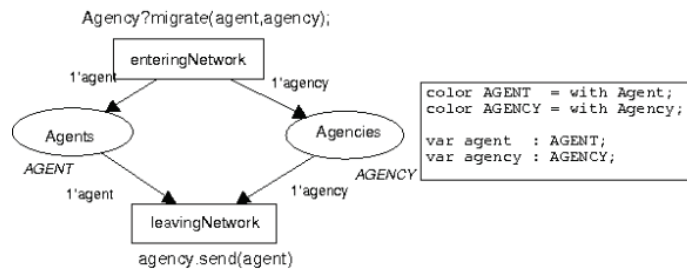 Agency?migrate(agent,agency);
enteringNetwork
1'agent
1'agency
Agents
Agencies
AGENT
AGENCY
1'agent
1'agency
leavingNetwork
agency.send(agent)
color AGENT = with Agent;
color AGENCY = with Agency;
var agent : AGENT;
var agency : AGENCY;